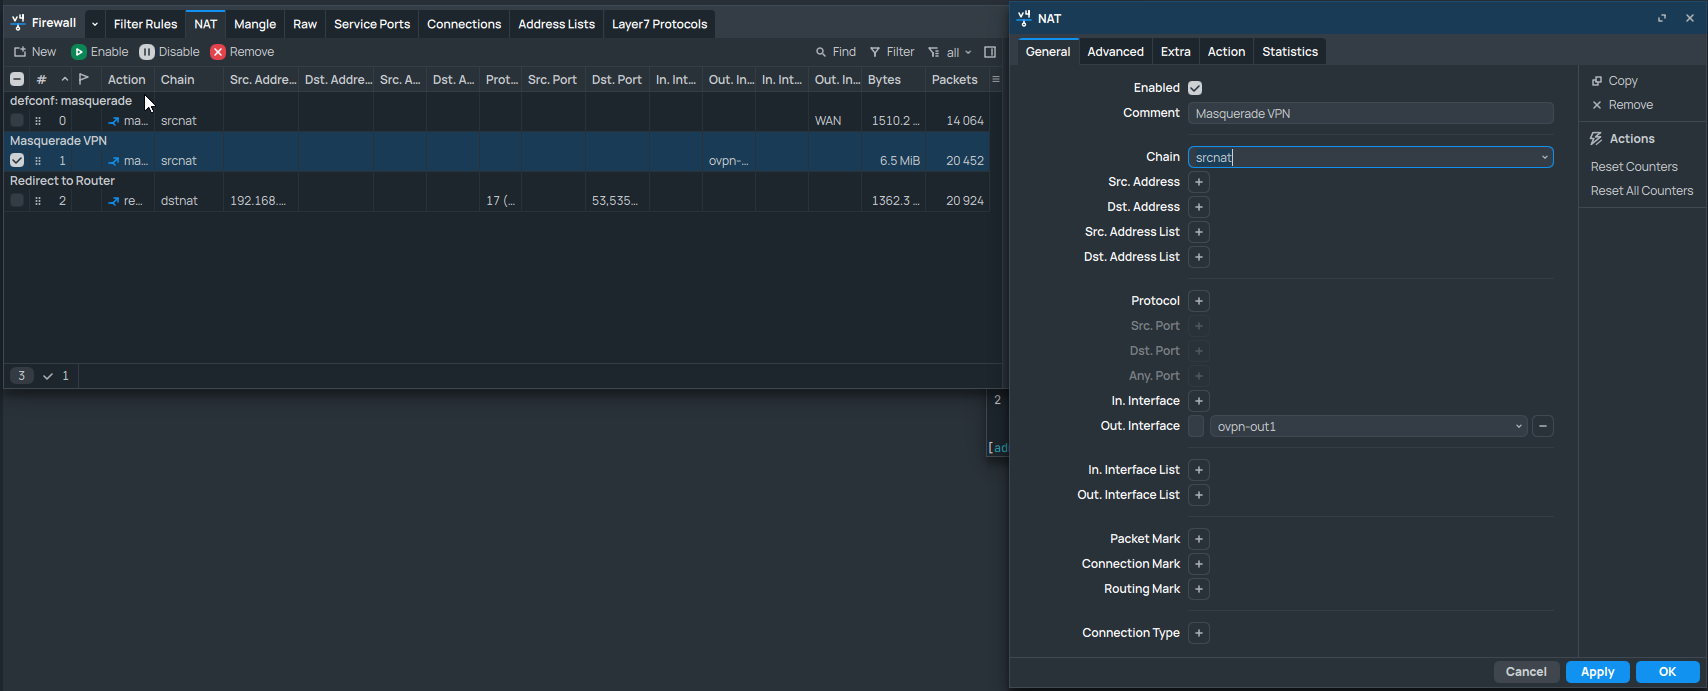 v4 Firewall Filter Rules NAT Mangle Raw Service Ports Connections Address Lists Layer7 Protocols
New Enable Disable Remove Find Filter all
# Action Chain Src. Addre... Dst. Addre... Src. A... Dst. A... Prot... Src. Port Dst. Port In. Int... Out. In... In. Int... Out. In... Bytes Packets
defconf: masquerade
0 ma... srcnat WAN 1510.2 ... 14 064
Masquerade VPN
1 ma... srcnat ovpn-... 6.5 MiB 20 452
Redirect to Router
2 re... dstnat 192.168.... 17 (... 53,535... 1362.3 ... 20 924
3 1
2
[ad
v4 NAT
General Advanced Extra Action Statistics
Enabled
Comment Masquerade VPN
Chain srcnat
Src. Address
Dst. Address
Src. Address List
Dst. Address List
Protocol
Src. Port
Dst. Port
Any. Port
In. Interface
Out. Interface ovpn-out1
In. Interface List
Out. Interface List
Packet Mark
Connection Mark
Routing Mark
Connection Type
Copy
Remove
Actions
Reset Counters
Reset All Counters
Cancel Apply OK